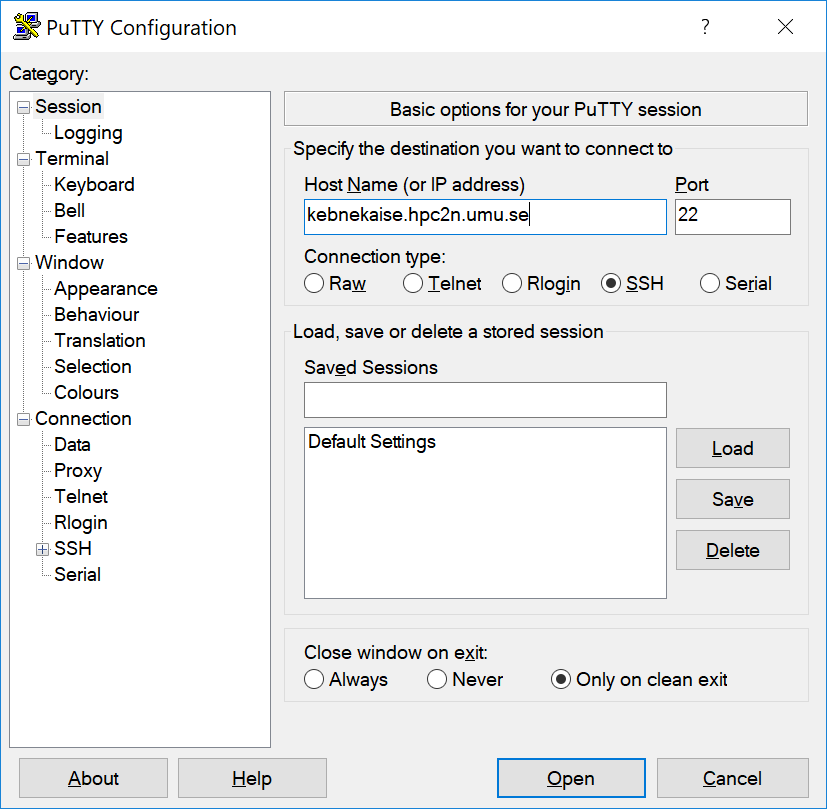 PuTTY Configuration
?
Category:
Session
Logging
Terminal
Keyboard
Bell
Features
Window
Appearance
Behaviour
Translation
Selection
Colours
Connection
Data
Proxy
Telnet
Rlogin
SSH
Serial
Basic options for your PuTTY session
Specify the destination you want to connect to
Host Name (or IP address) Port
kebnekaise.hpc2n.umu.se 22
Connection type:
Raw Telnet Rlogin SSH Serial
Load, save or delete a stored session
Saved Sessions
Default Settings
Load
Save
Delete
Close window on exit:
Always Never Only on clean exit
About Help Open Cancel